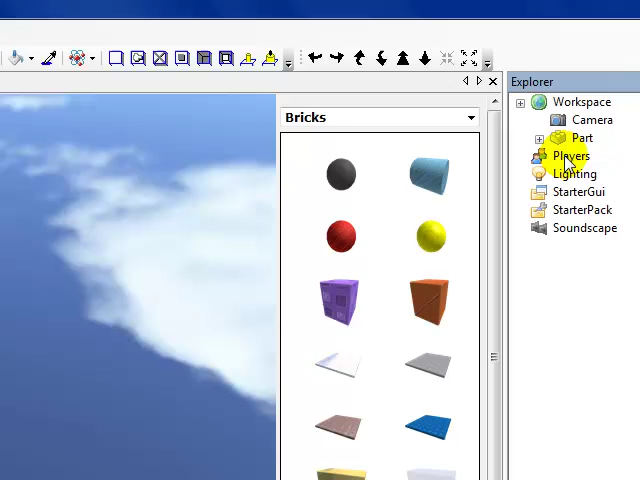 Explorer
Bricks
Workspace
Camera
Part
Players
Lighting
StarterGui
StarterPack
Soundscape